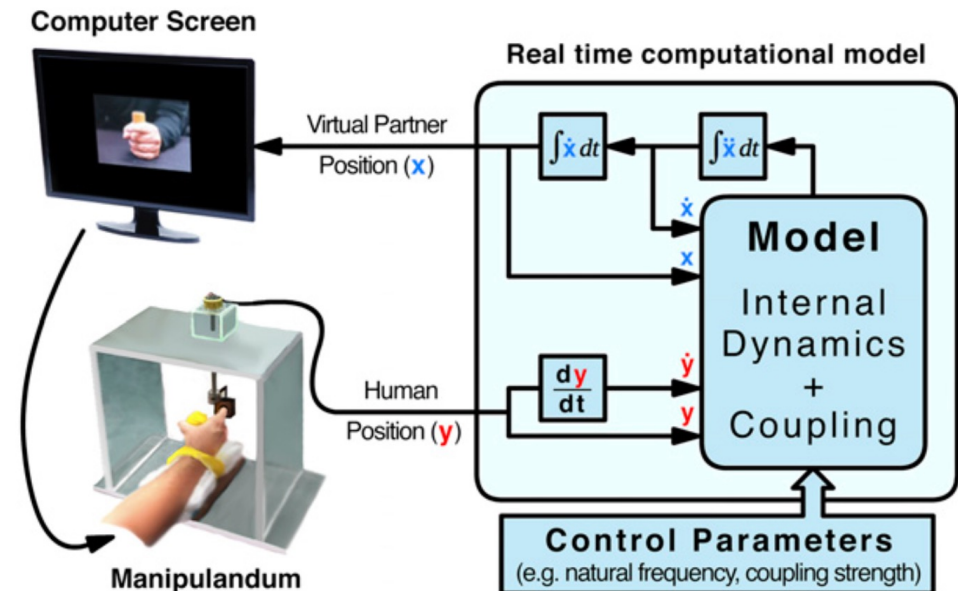 Computer Screen
Real time computational model
Virtual Partner
Position (x)
∫ẋ dt
∫ẍ dt
ẋ
x
Model
Internal
Dynamics
+
Coupling
Human
Position (y)
dy
dt
ẏ
y
Control Parameters
(e.g. natural frequency, coupling strength)
Manipulandum